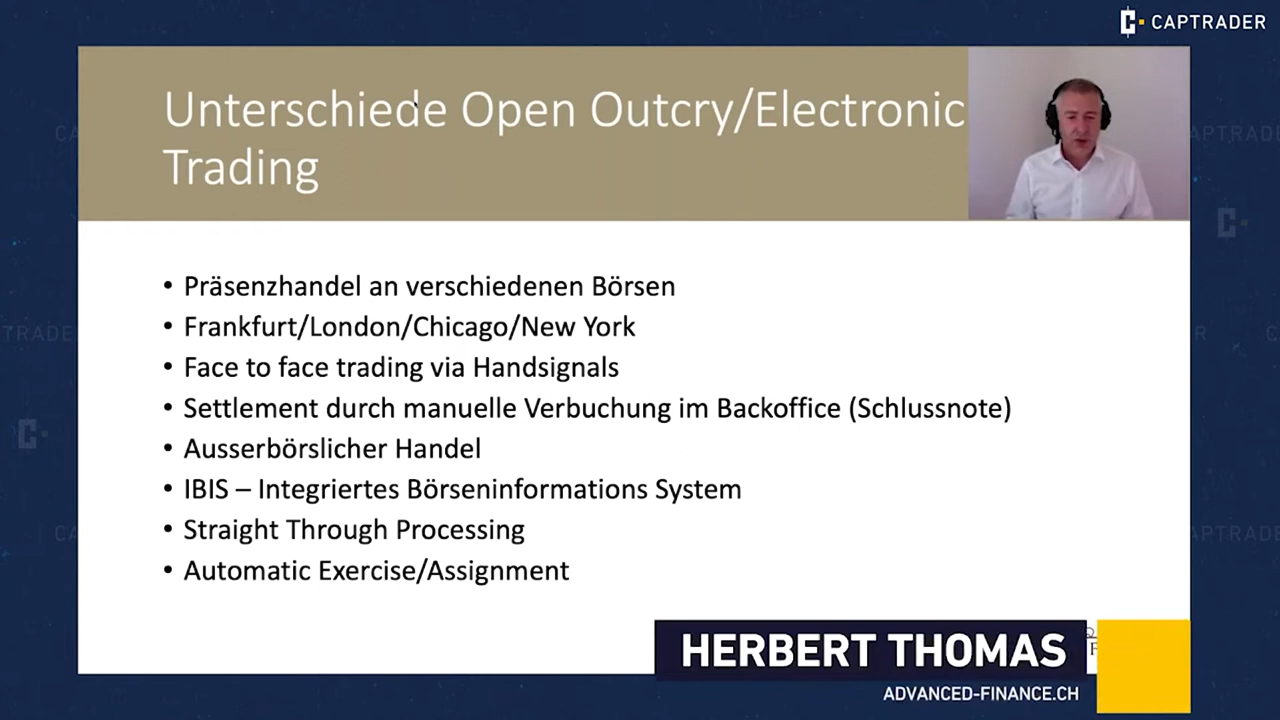 CAPTRADER
Unterschiede Open Outcry/Electronic
Trading
• Präsenzhandel an verschiedenen Börsen
• Frankfurt/London/Chicago/New York
• Face to face trading via Handsignals
• Settlement durch manuelle Verbuchung im Backoffice (Schlussnote)
• Ausserbörslicher Handel
• IBIS – Integriertes Börseninformations System
• Straight Through Processing
• Automatic Exercise/Assignment
HERBERT THOMAS
ADVANCED-FINANCE.CH